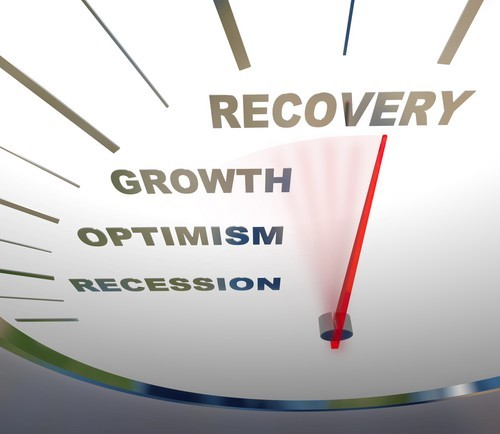 RECOVERY
GROWTH
OPTIMISM
RECESSION